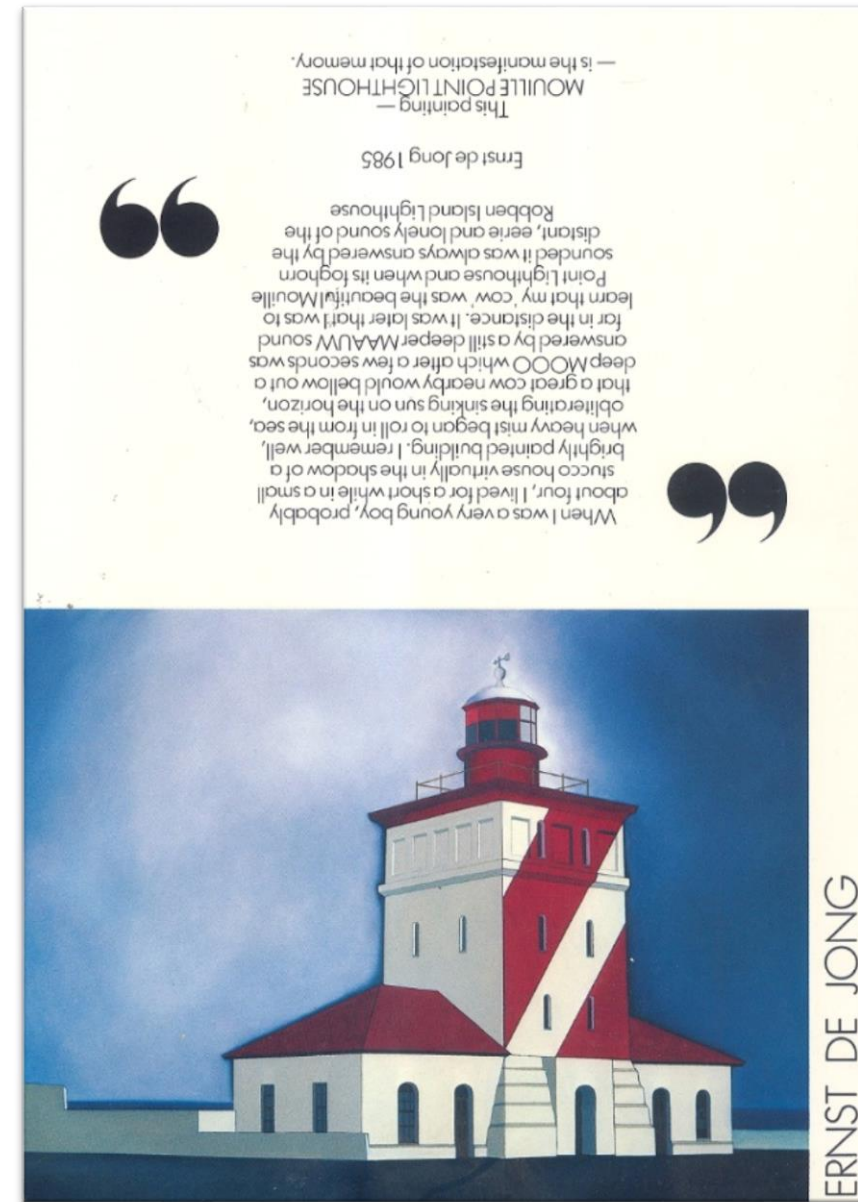 When I was a very young boy, probably
about four, I lived for a short while in a small
stucco house virtually in the shadow of a
brightly painted building. I remember, well,
when heavy mist began to roll in from the sea,
obliterating the sinking sun on the horizon,
that a great cow nearby would bellow out a
deep MOOO which after a few seconds was
answered by a still deeper MAAUW sound
far in the distance. It was later that I was to
learn that my 'cow' was the beautiful Mouille
Point Lighthouse and when its foghorn
sounded it was always answered by the
distant, eerie and lonely sound of the
Robben Island Lighthouse
Ernst de Jong 1985
This painting —
MOUILLE POINT LIGHTHOUSE
— is the manifestation of that memory.
ERNST DE JONG